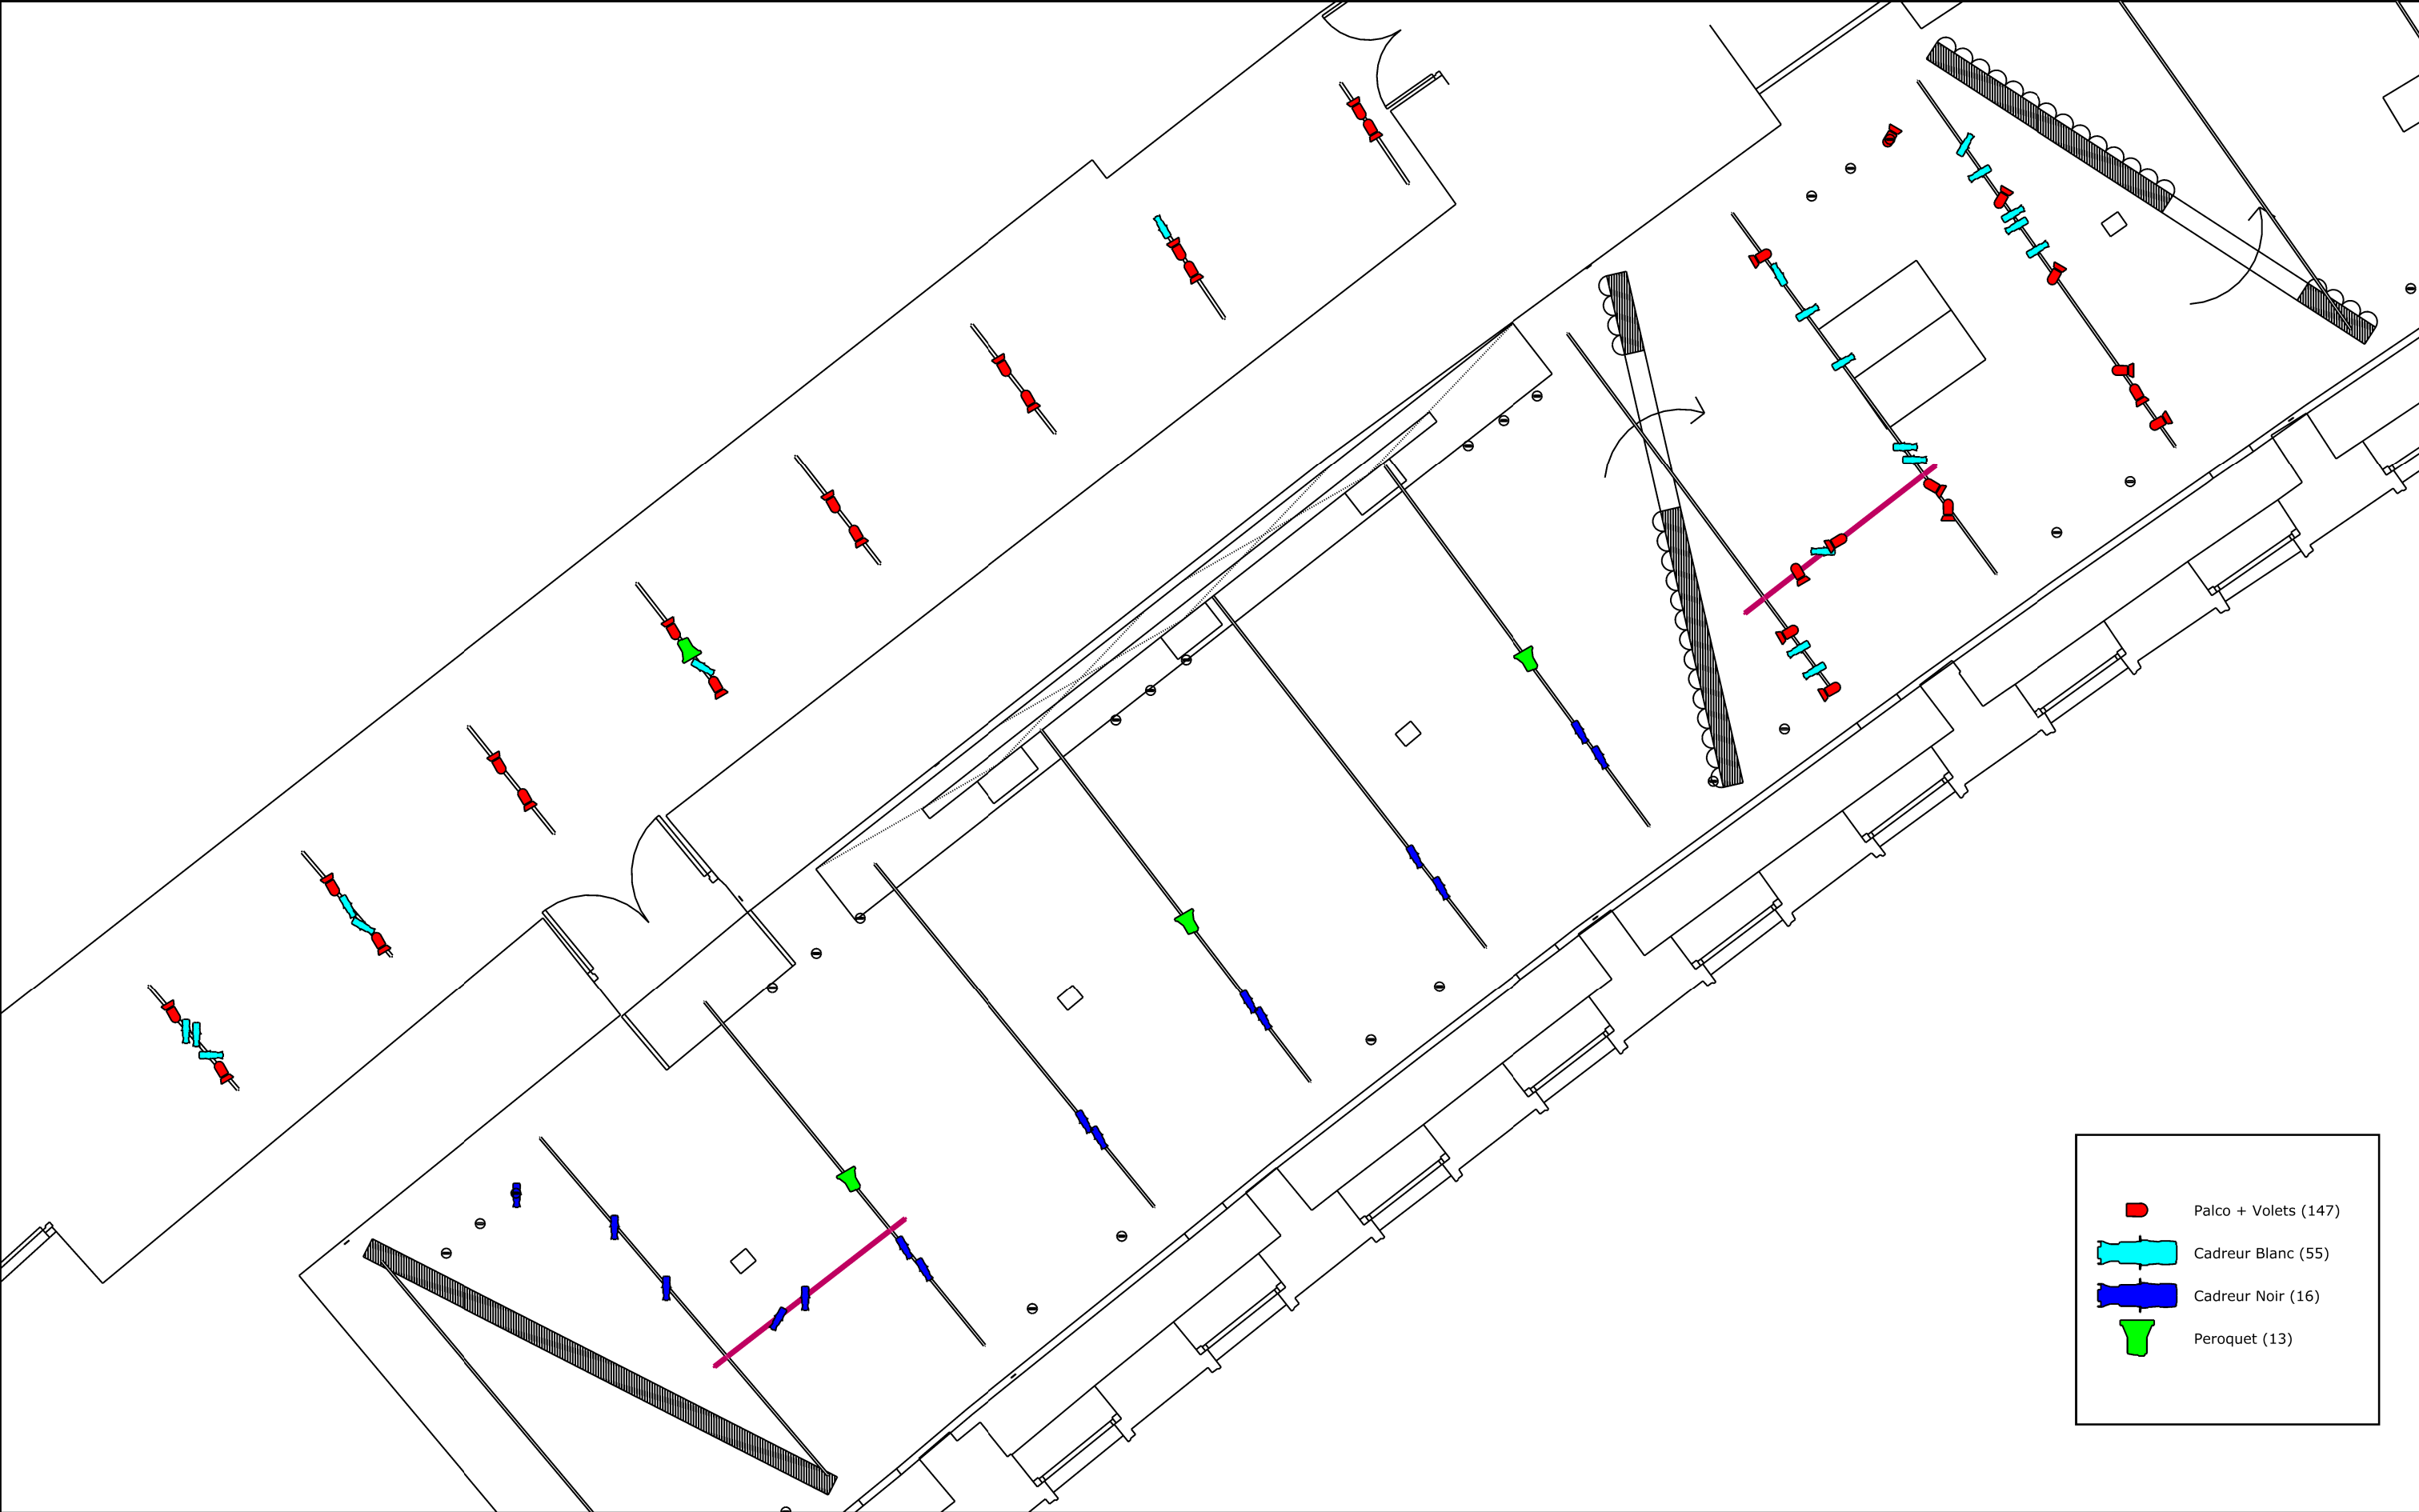 Palco + Volets (147)
Cadreur Blanc (55)
Cadreur Noir (16)
Peroquet (13)